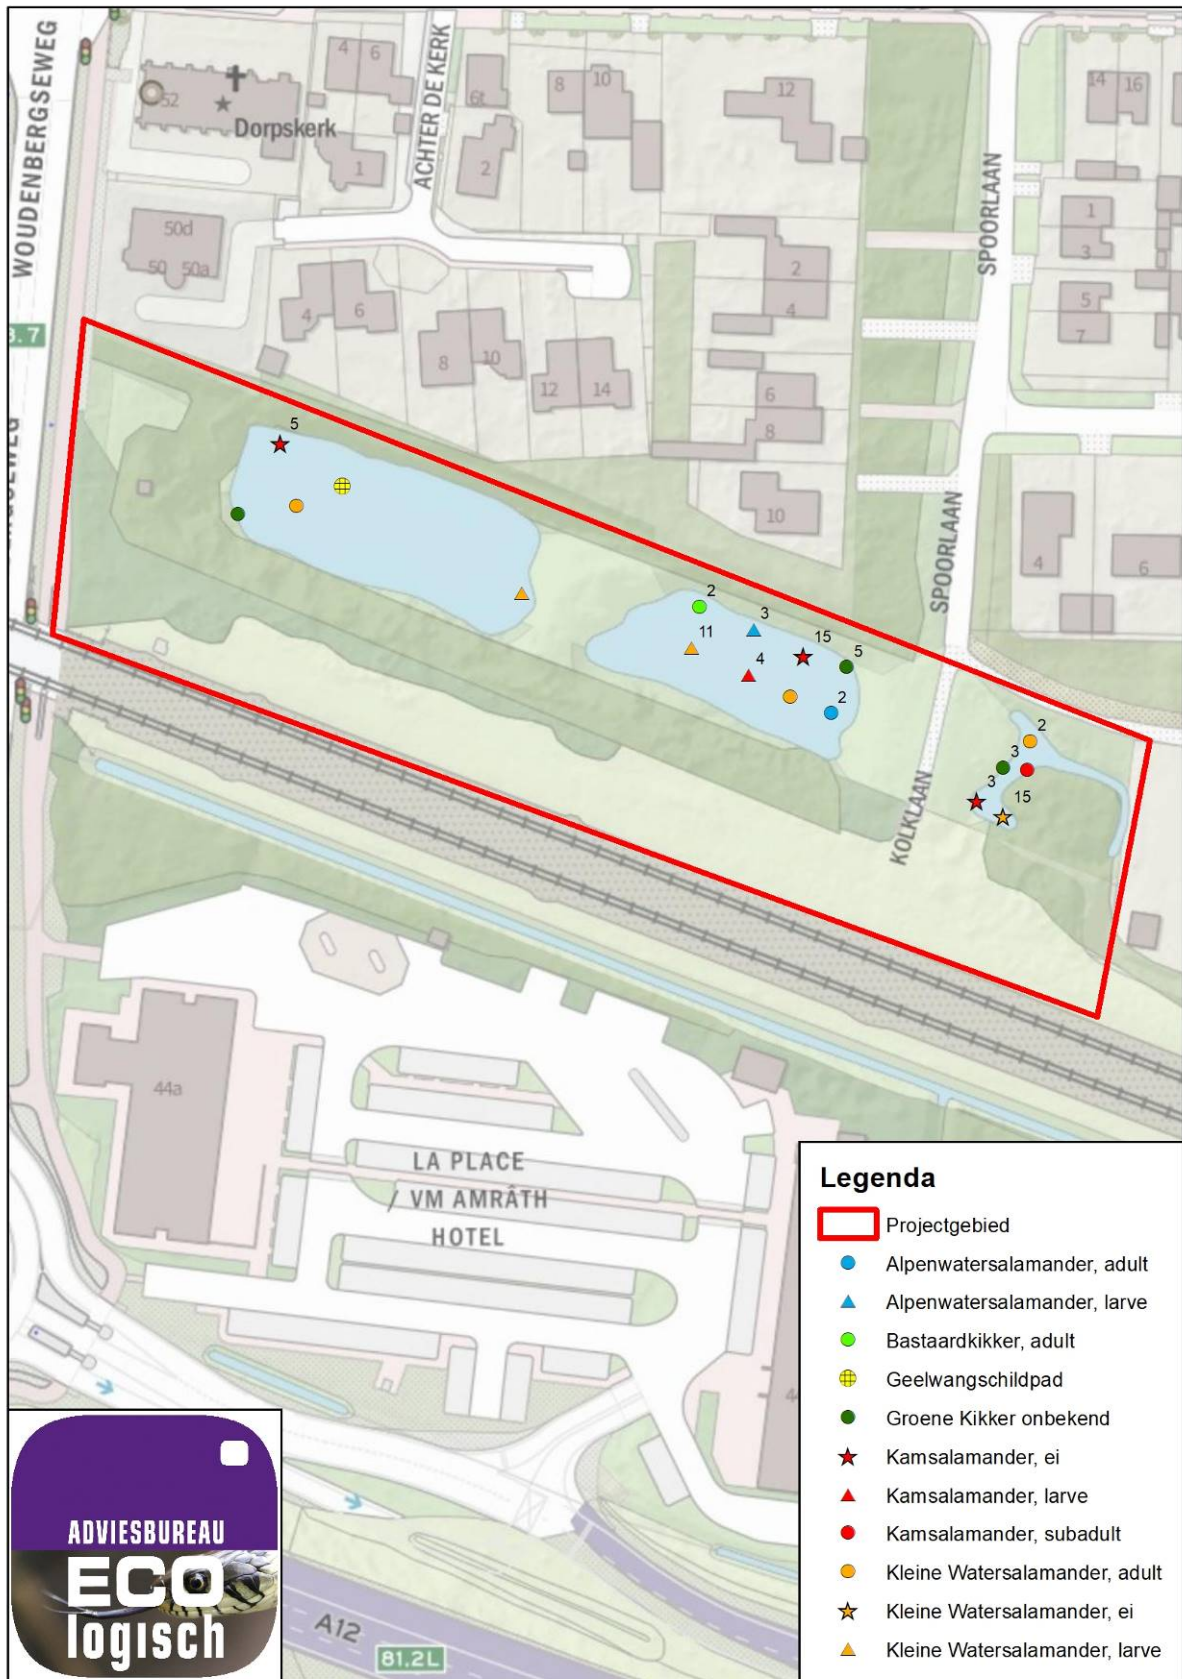 WOUDENBERGSEWEG
52
Dorpskerk
4
6
1
ACHTER DE KERK
6t
2
8
10
12
14
16
SPOORLAAN
50d
50
50a
1
3
2
4
5
7
4
6
8
10
12
14
6
8
10
3.7
SPOORLAAN
4
6
5
2
3
11
15
4
5
2
2
3
3
15
KOLKLAAN
44a
LA PLACE
/ VM AMRÂTH
HOTEL
A12
81.2L
ADVIESBUREAU
ECO
logisch
Legenda
Projectgebied
Alpenwatersalamander, adult
Alpenwatersalamander, larve
Bastaardkikker, adult
Geelwangschildpad
Groene Kikker onbekend
Kamsalamander, ei
Kamsalamander, larve
Kamsalamander, subadult
Kleine Watersalamander, adult
Kleine Watersalamander, ei
Kleine Watersalamander, larve